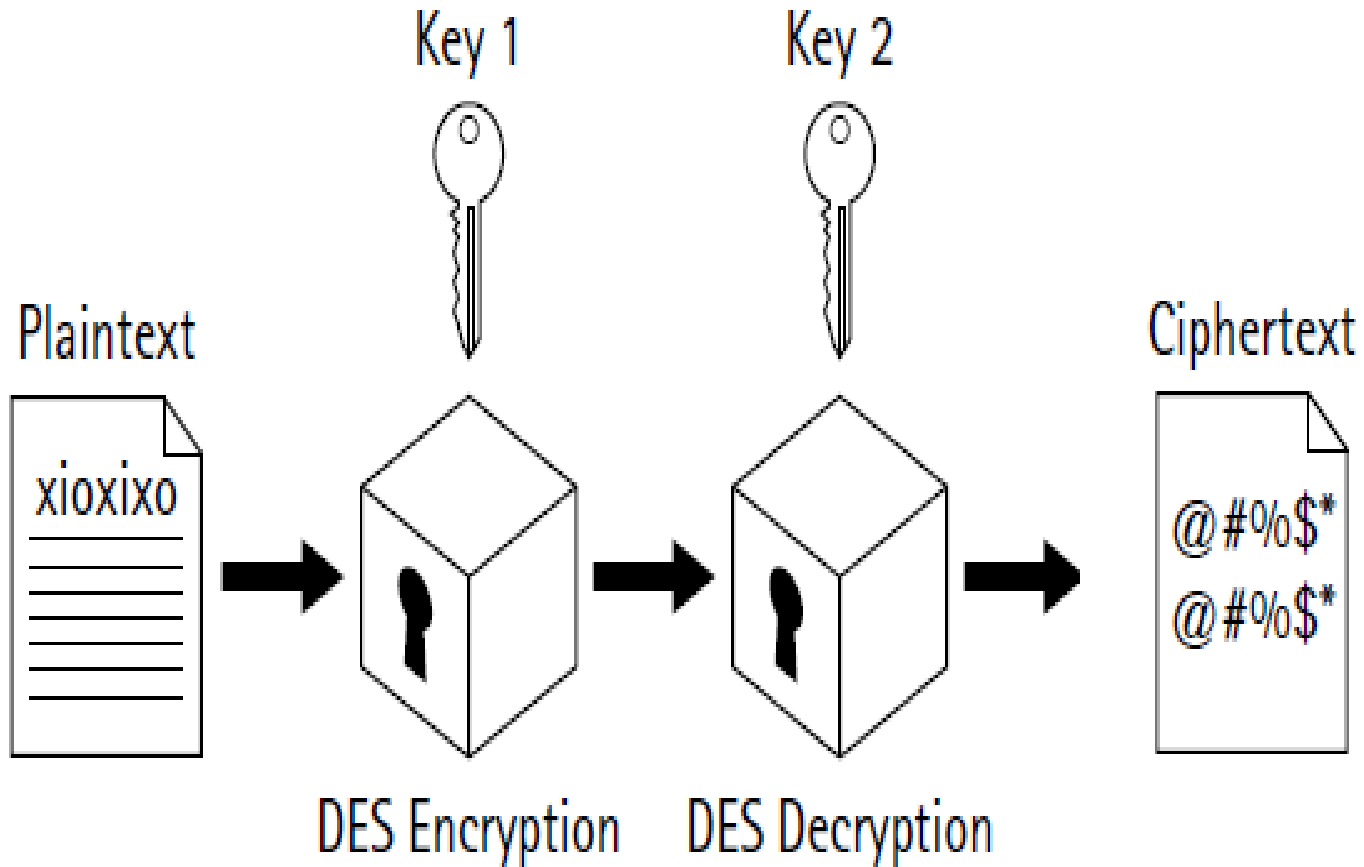 Key 1
Key 2
Plaintext
Ciphertext
xioxixo
@#%$*
@#%$*
DES Encryption
DES Decryption